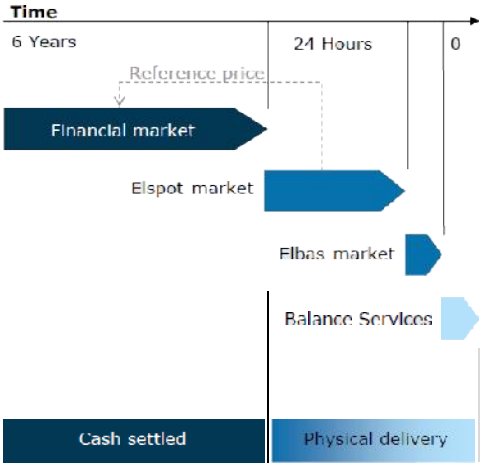 Time
6 Years
24 Hours
0
Reference price
Financial market
Elspot market
Elbas market
Balance Services
Cash settled
Physical delivery